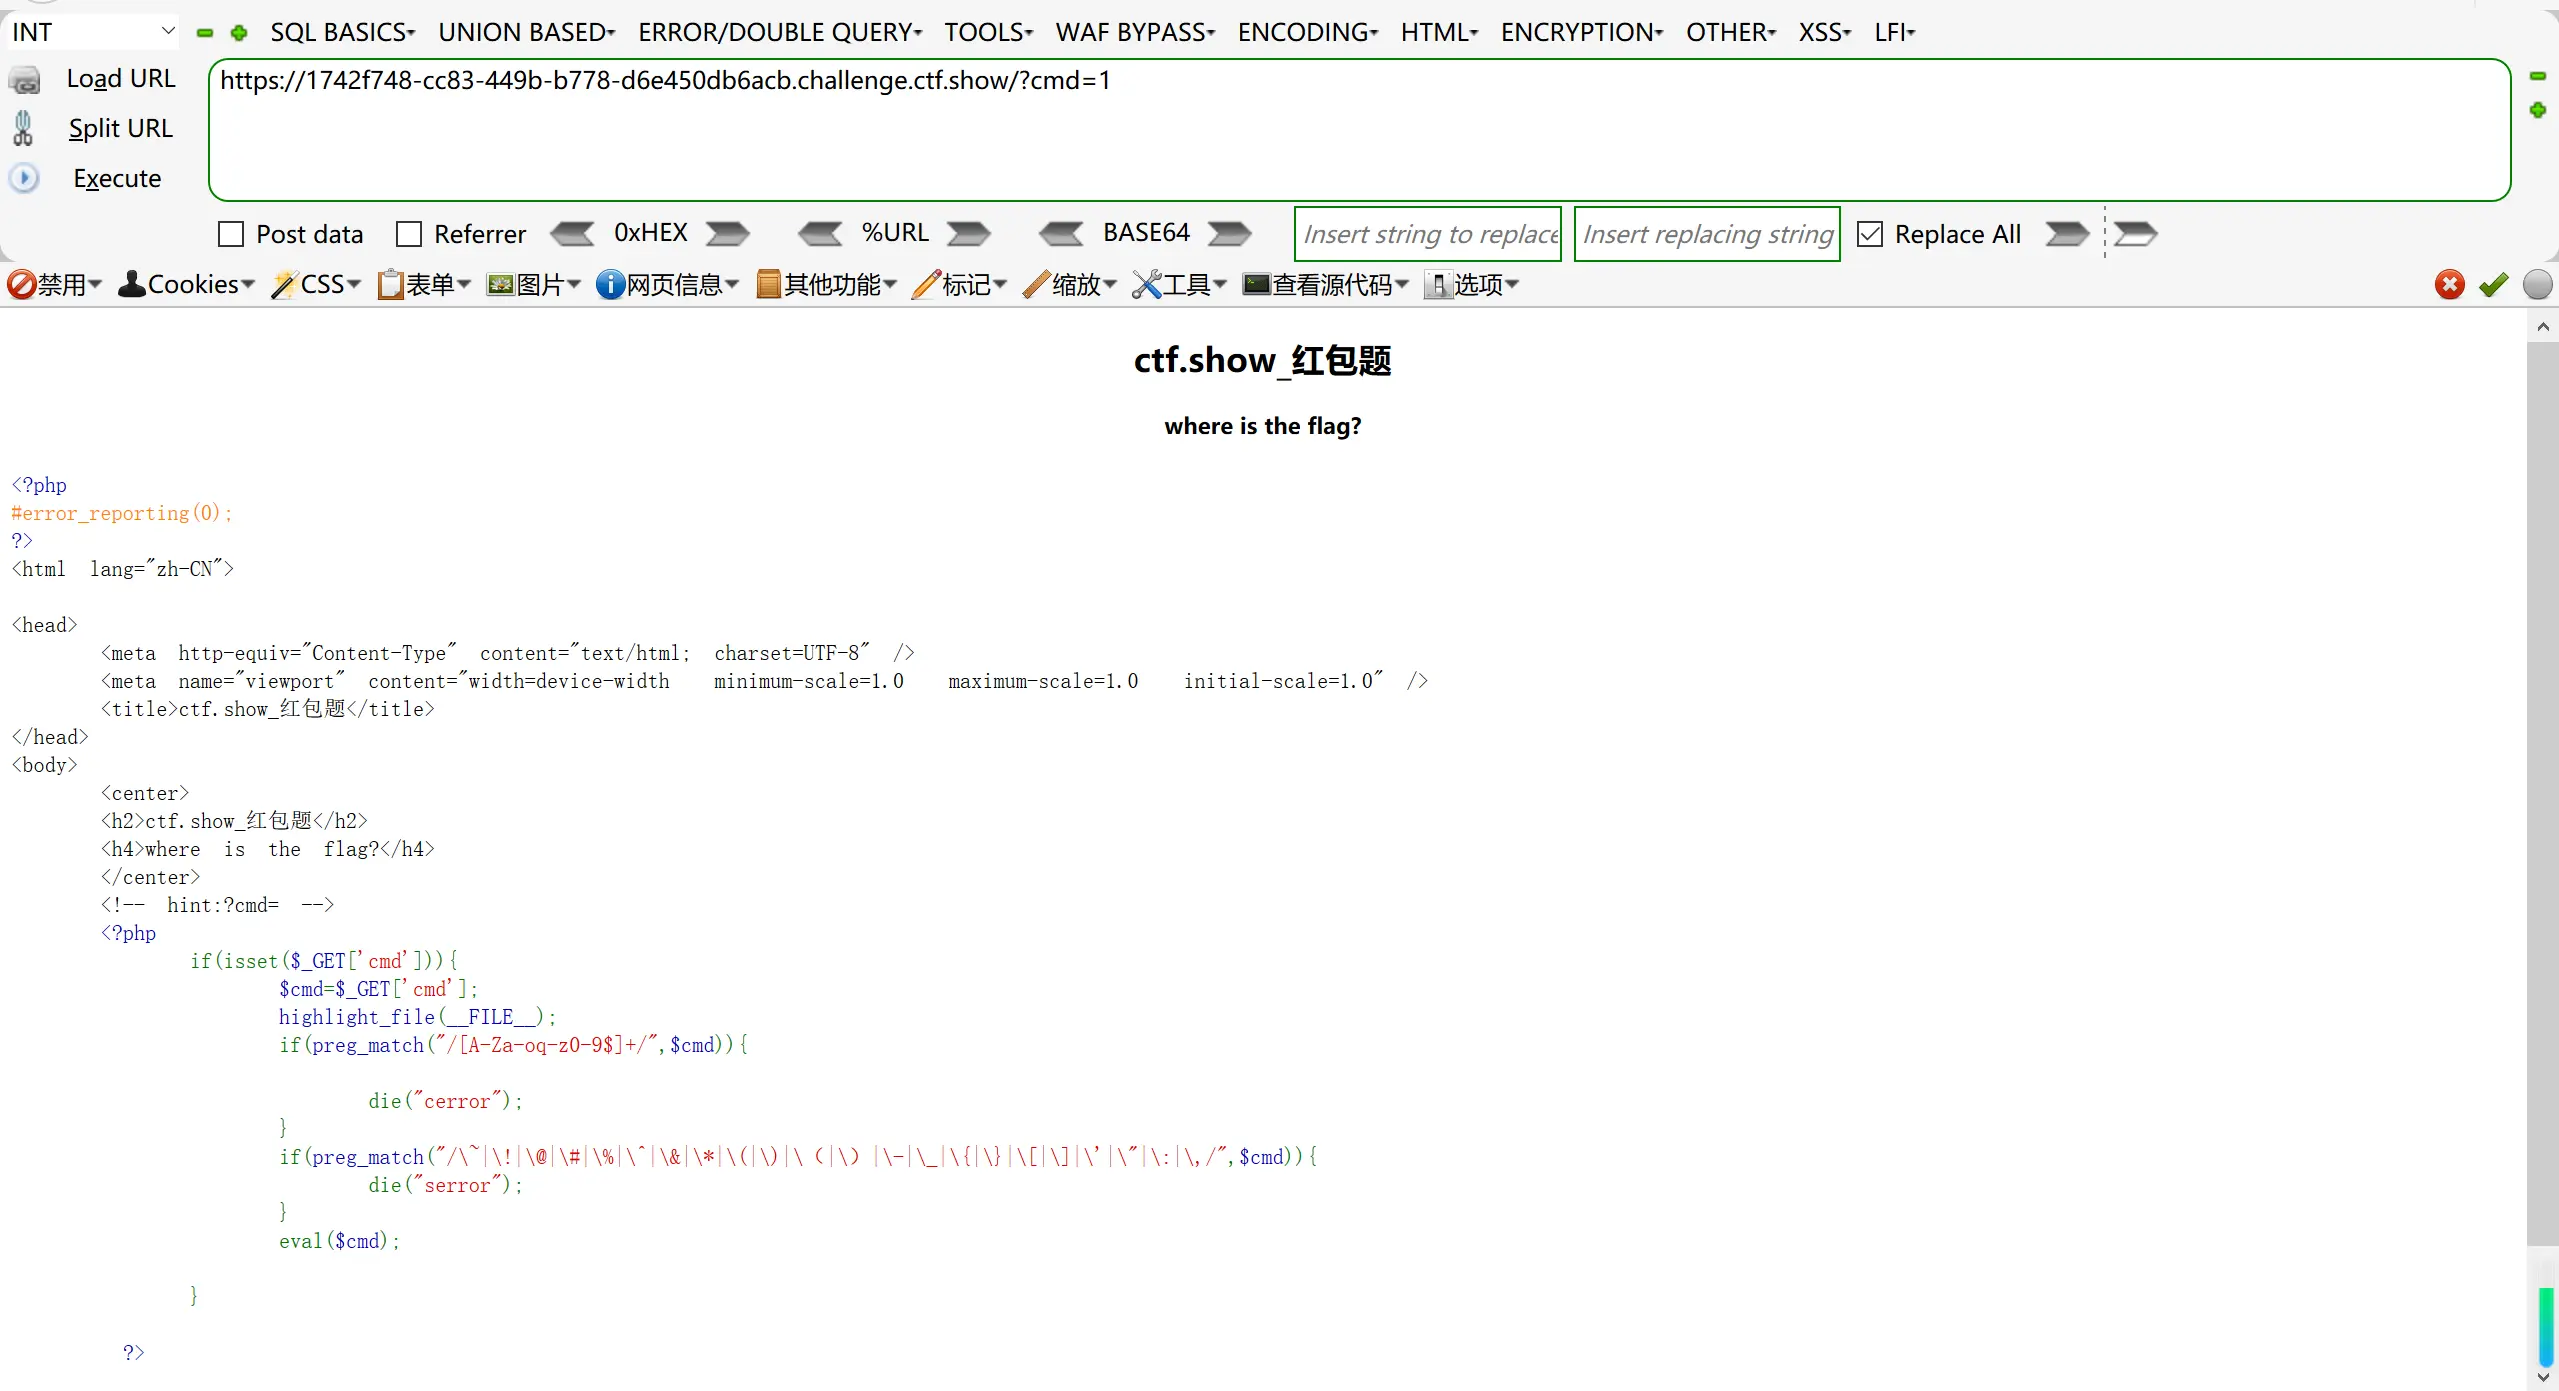 INT SQL BASICS UNION BASED ERROR/DOUBLE QUERY TOOLS WAF BYPASS ENCODING HTML ENCRYPTION OTHER XSS LFI
Load URL https://1742f748-cc83-449b-b778-d6e450db6acb.challenge.ctf.show/?cmd=1
Split URL
Execute
Post data Referrer 0xHEX %URL BASE64 Insert string to replace Insert replacing string Replace All
禁用 Cookies CSS 表单 图片 网页信息 其他功能 标记 缩放 工具 查看源代码 选项
ctf.show_红包题
where is the flag?
<?php
#error_reporting(0);
?>
<html lang="zh-CN">
<head>
<meta http-equiv="Content-Type" content="text/html; charset=UTF-8" />
<meta name="viewport" content="width=device-width minimum-scale=1.0 maximum-scale=1.0 initial-scale=1.0" />
<title>ctf.show_红包题</title>
</head>
<body>
<center>
<h2>ctf.show_红包题</h2>
<h4>where is the flag?</h4>
</center>
<!-- hint:?cmd= -->
<?php
if(isset($_GET['cmd'])){
$cmd=$_GET['cmd'];
highlight_file(__FILE__);
if(preg_match("/[A-Za-oq-z0-9$]+/",$cmd)){
die("cerror");
}
if(preg_match("/\~|\!|\@|\#|\%|\^|\&|\*|\(|\)|\（|\）|\-|\_|\{|\}|\[|\]|\'|\"|\:|\,/",$cmd)){
die("serror");
}
eval($cmd);
}
?>